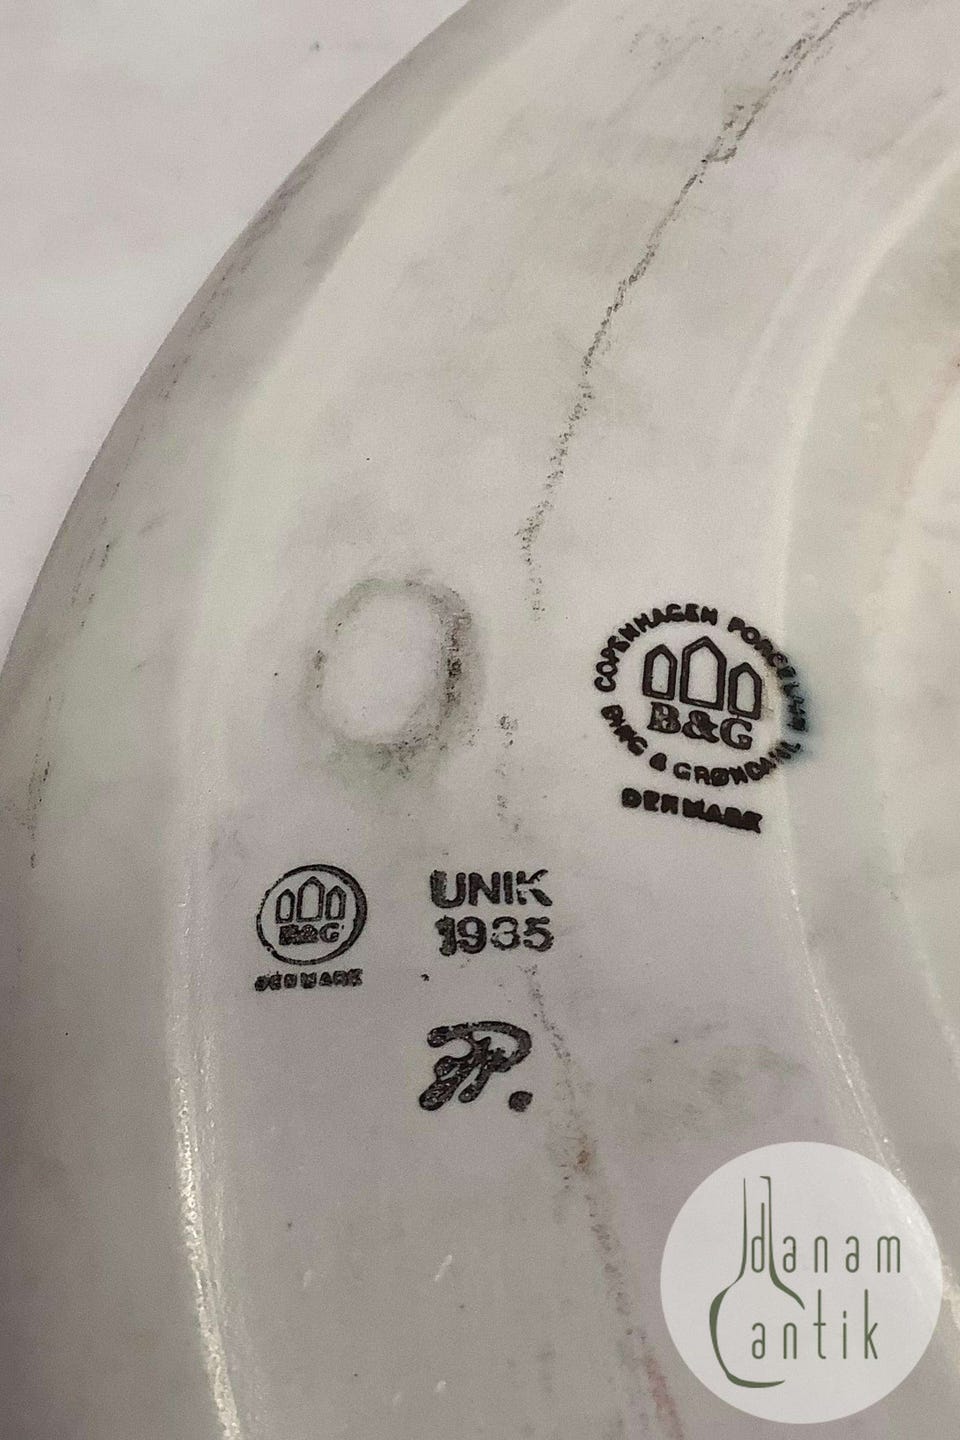 COPENHAGEN PORCELAIN
B&G
BING & GRØNDAHL
DENMARK
B&G
DENMARK
UNIK
1935
danam
antik